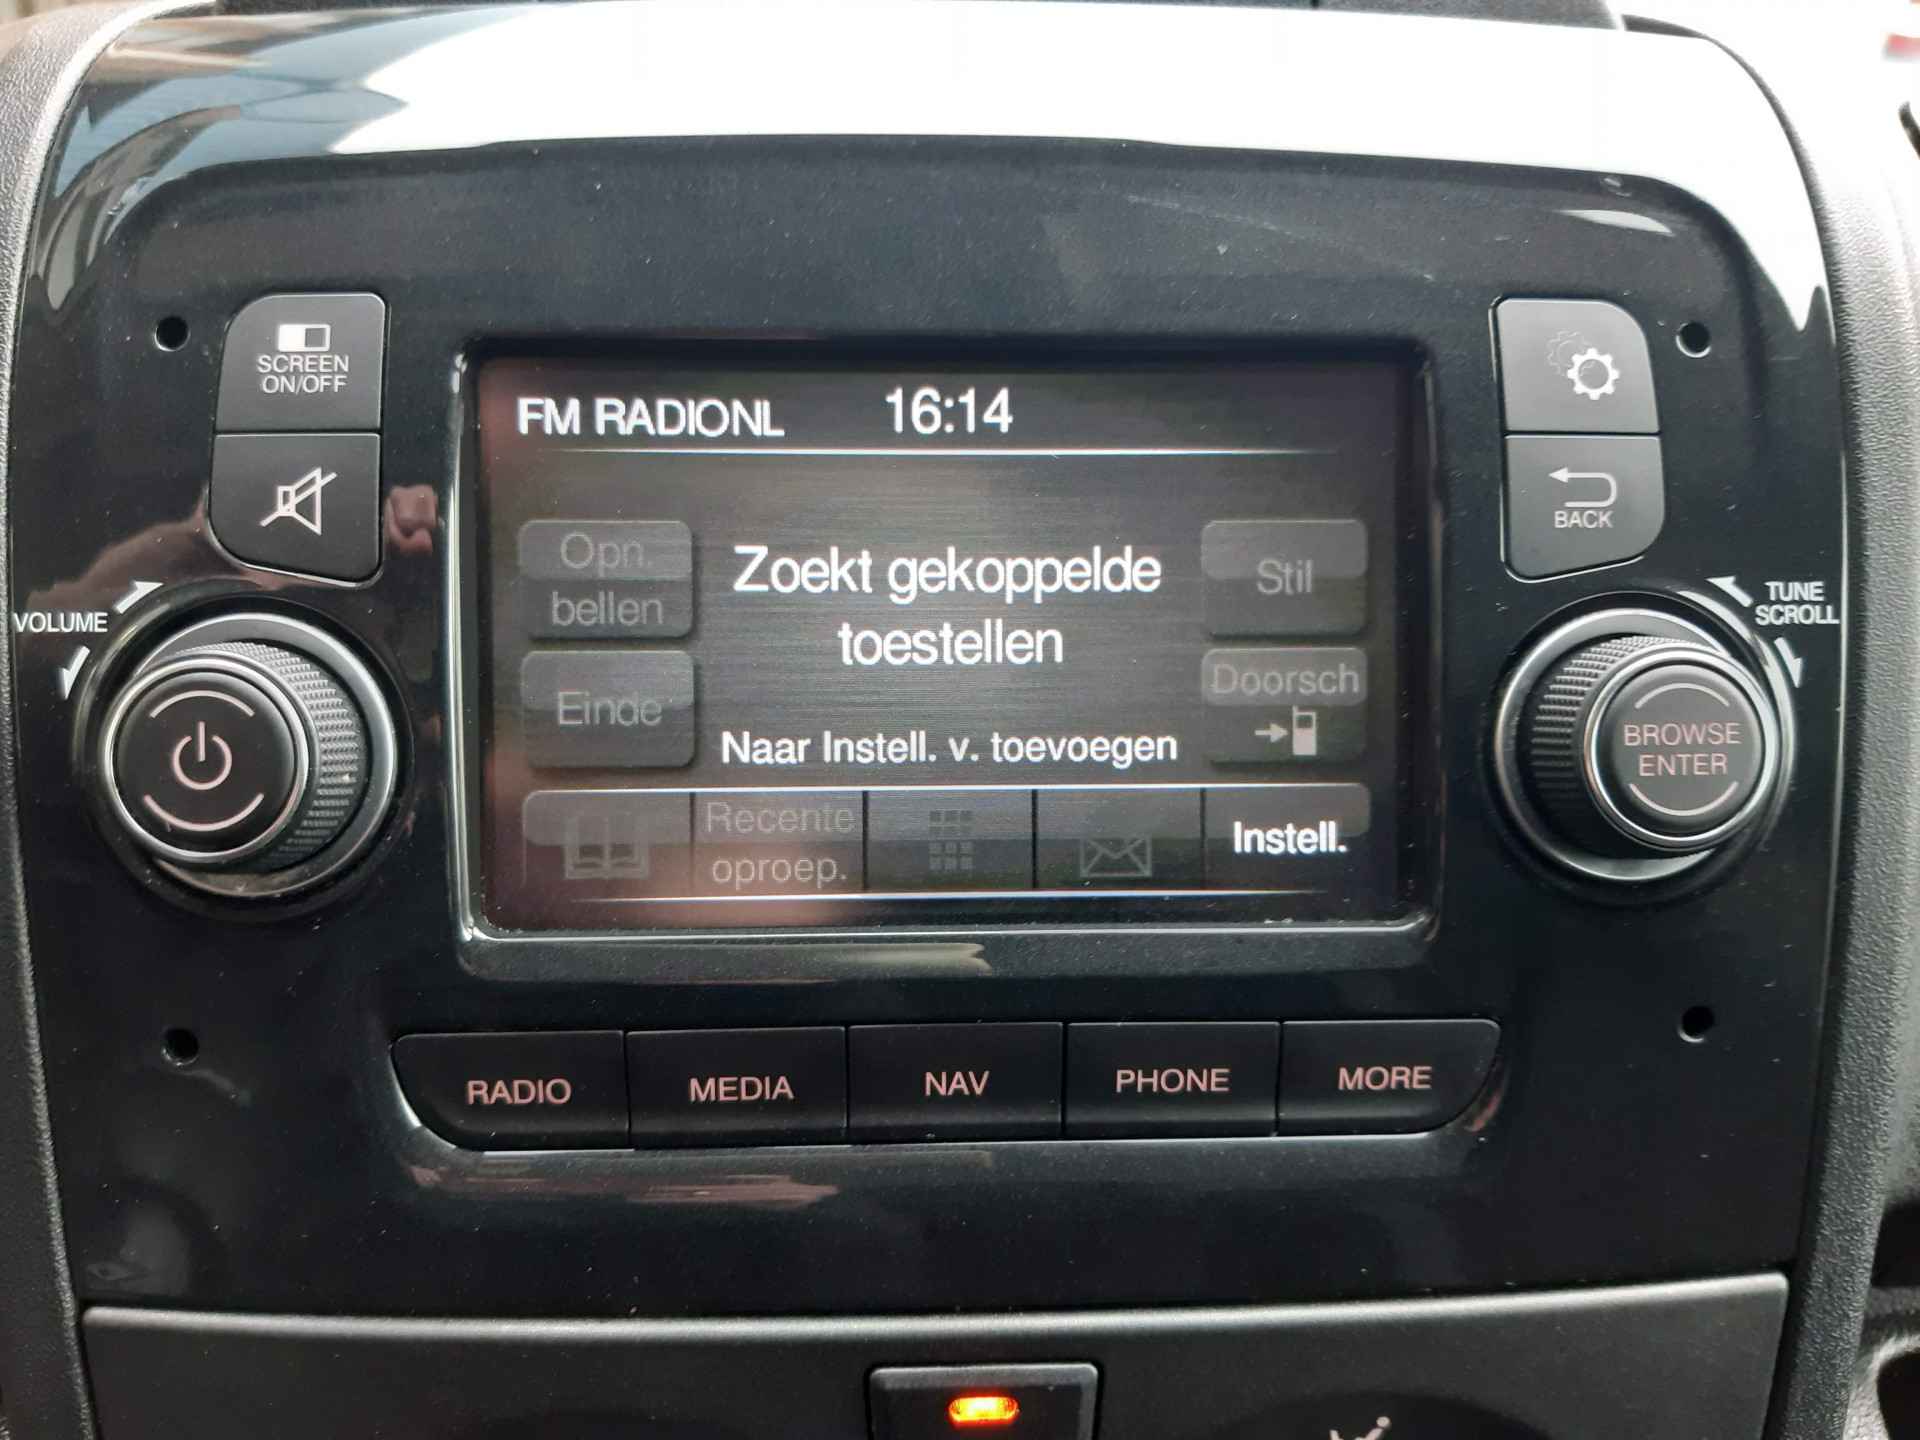 SCREEN
ON/OFF
FM RADIONL 16:14
BACK
VOLUME
TUNE
SCROLL
Opn.
bellen
Zoekt gekoppelde
toestellen
Stil
Einde
Doorsch
Naar Instell. v. toevoegen
BROWSE
ENTER
Recente
oproep.
Instell.
RADIO MEDIA NAV PHONE MORE